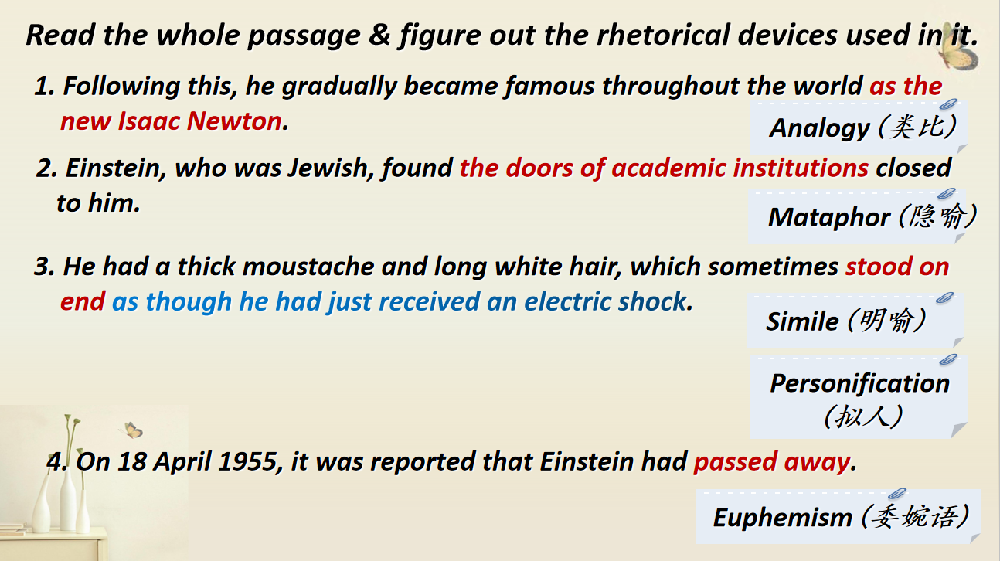 Read the whole passage & figure out the rhetorical devices used in it.
1. Following this, he gradually became famous throughout the world as the
new Isaac Newton.
Analogy (类比)
2. Einstein, who was Jewish, found the doors of academic institutions closed
to him.
Mataphor (隐喻)
3. He had a thick moustache and long white hair, which sometimes stood on
end as though he had just received an electric shock.
Simile (明喻)
Personification
(拟人)
4. On 18 April 1955, it was reported that Einstein had passed away.
Euphemism (委婉语)